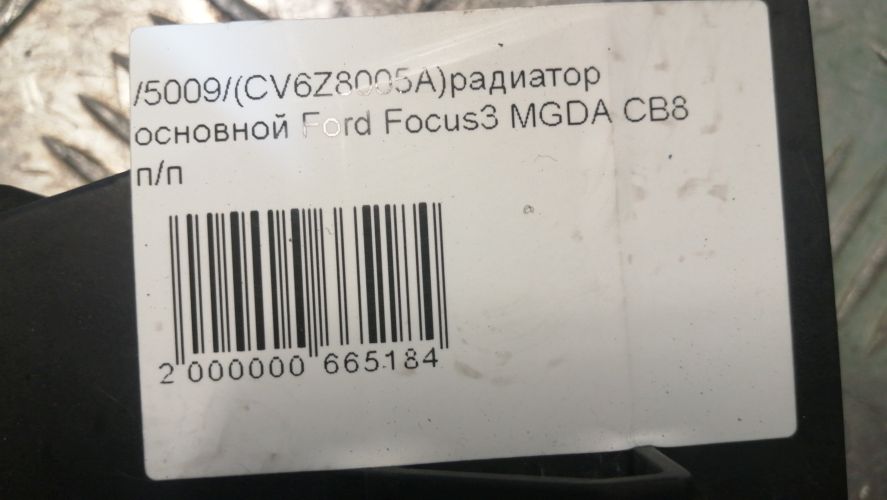 /5009/(CV6Z8005A)радиатор
основной Ford Focus3 MGDA CB8
п/п
2 000000 665184